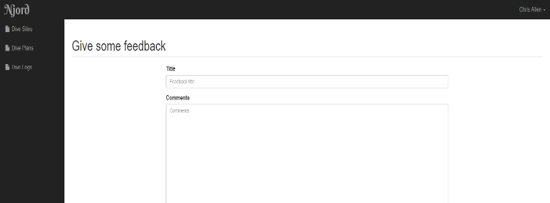 Njord
Chris Allen
Dive Sites
Dive Plans
Dive Logs
Give some feedback
Title
Feedback title
Comments
Comments